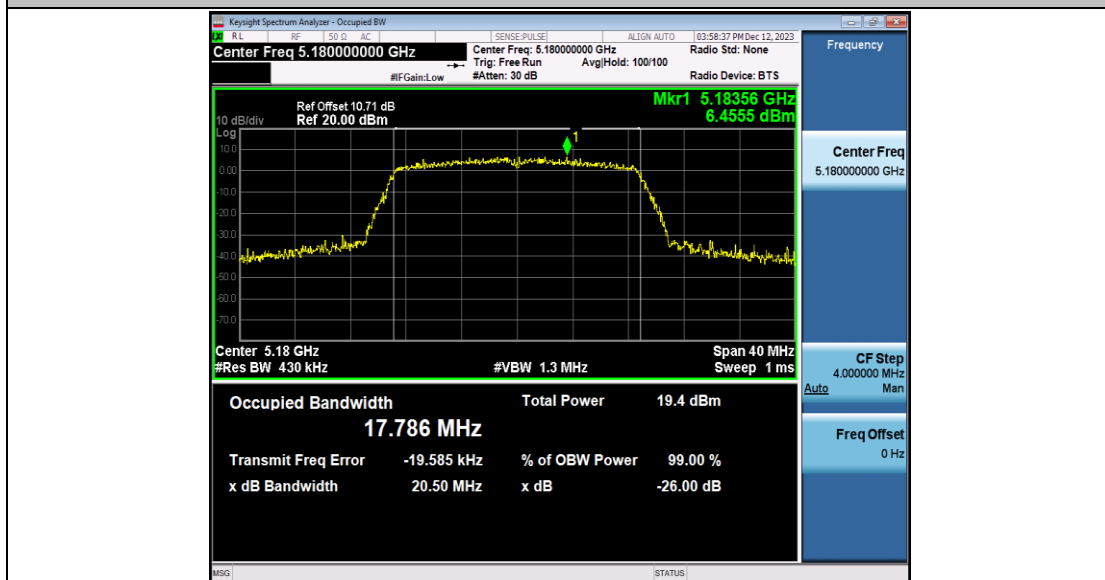 Keysight Spectrum Analyzer - Occupied BW
LXI RL RF 50 Ω AC SENSE:PULSE ALIGN AUTO 03:58:37 PM Dec 12, 2023
Center Freq 5.180000000 GHz
Center Freq: 5.180000000 GHz Radio Std: None
Trig: Free Run Avg|Hold: 100/100
#IFGain:Low #Atten: 30 dB Radio Device: BTS
Ref Offset 10.71 dB Mkr1 5.18356 GHz
10 dB/div Ref 20.00 dBm 6.4555 dBm
Log
1
10.0
0.00
-10.0
-20.0
-30.0
-40.0
-50.0
-60.0
-70.0
Center 5.18 GHz Span 40 MHz
#Res BW 430 kHz #VBW 1.3 MHz Sweep 1 ms
Occupied Bandwidth Total Power 19.4 dBm
17.786 MHz
Transmit Freq Error -19.585 kHz % of OBW Power 99.00 %
x dB Bandwidth 20.50 MHz x dB -26.00 dB
MSG STATUS
Frequency
Center Freq
5.180000000 GHz
CF Step
4.000000 MHz
Auto Man
Freq Offset
0 Hz